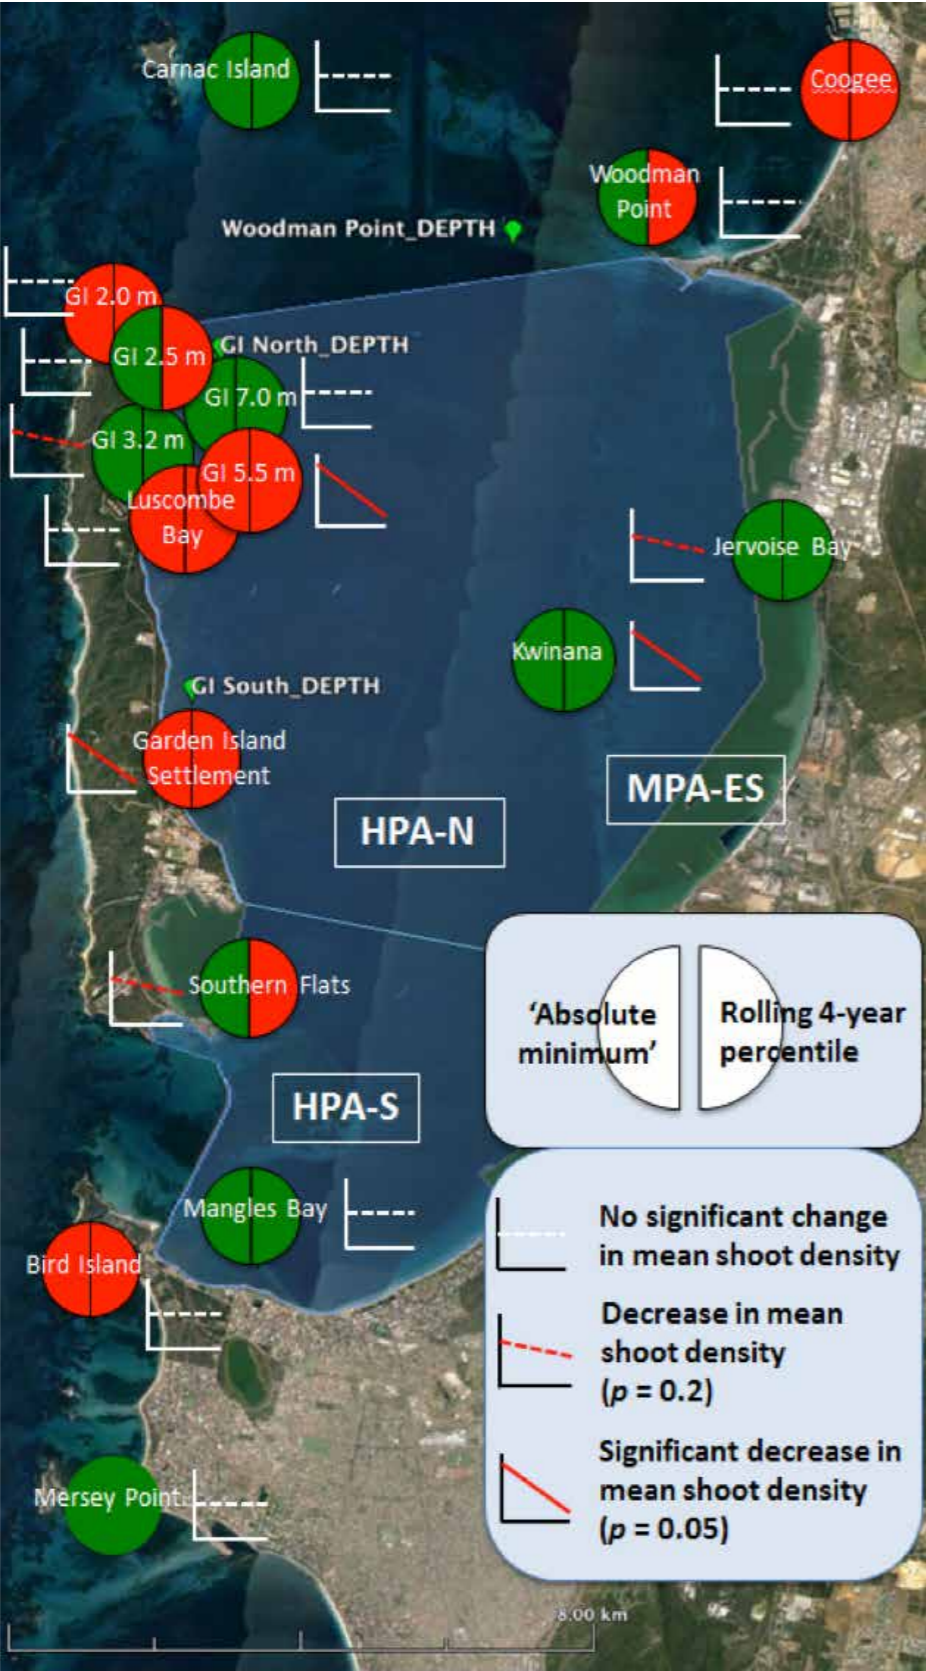 Carnac Island
Coogee
Woodman
Point
Woodman Point_DEPTH
GI 2.0 m
GI North_DEPTH
GI 2.5 m
GI 7.0 m
GI 3.2 m
GI 5.5 m
Luscombe
Bay
Jervoise Bay
Kwinana
GI South_DEPTH
Garden Island
Settlement
MPA-ES
HPA-N
Southern Flats
'Absolute
minimum'
Rolling 4-year
percentile
HPA-S
Mangles Bay
Bird Island
No significant change
in mean shoot density
Decrease in mean
shoot density
(p = 0.2)
Significant decrease in
mean shoot density
(p = 0.05)
Mersey Point
8.00 km